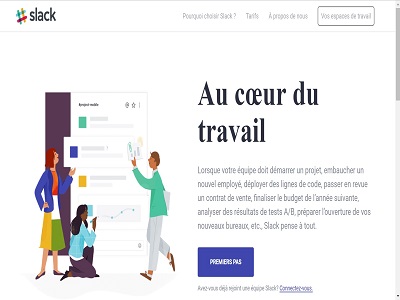 slack
Pourquoi choisir Slack ? Tarifs À propos de nous Vos espaces de travail
#project-mobile
Au cœur du
travail
Lorsque votre équipe doit démarrer un projet, embaucher un
nouvel employé, déployer des lignes de code, passer en revue
un contrat de vente, finaliser le budget de l'année suivante,
analyser des résultats de tests A/B, préparer l'ouverture de vos
nouveaux bureaux, etc., Slack pense à tout.
PREMIERS PAS
Avez-vous déjà rejoint une équipe Slack? Connectez-vous.